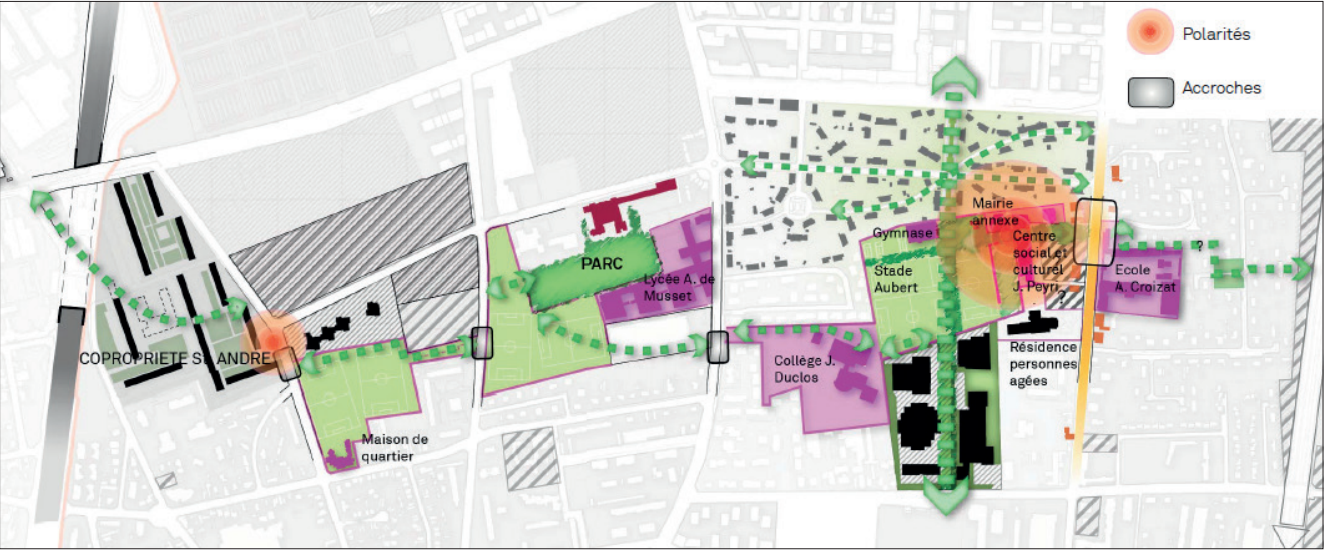 Polarités
Accroches
Mairie
annexe
Gymnase
Centre
social et
culturel
J. Peyri
?
?
Stade
Aubert
Ecole
A. Croizat
PARC
Lycée A. de
Musset
COPROPRIETE St ANDRE
Collège J.
Duclos
Résidence
personnes
agées
Maison de
quartier